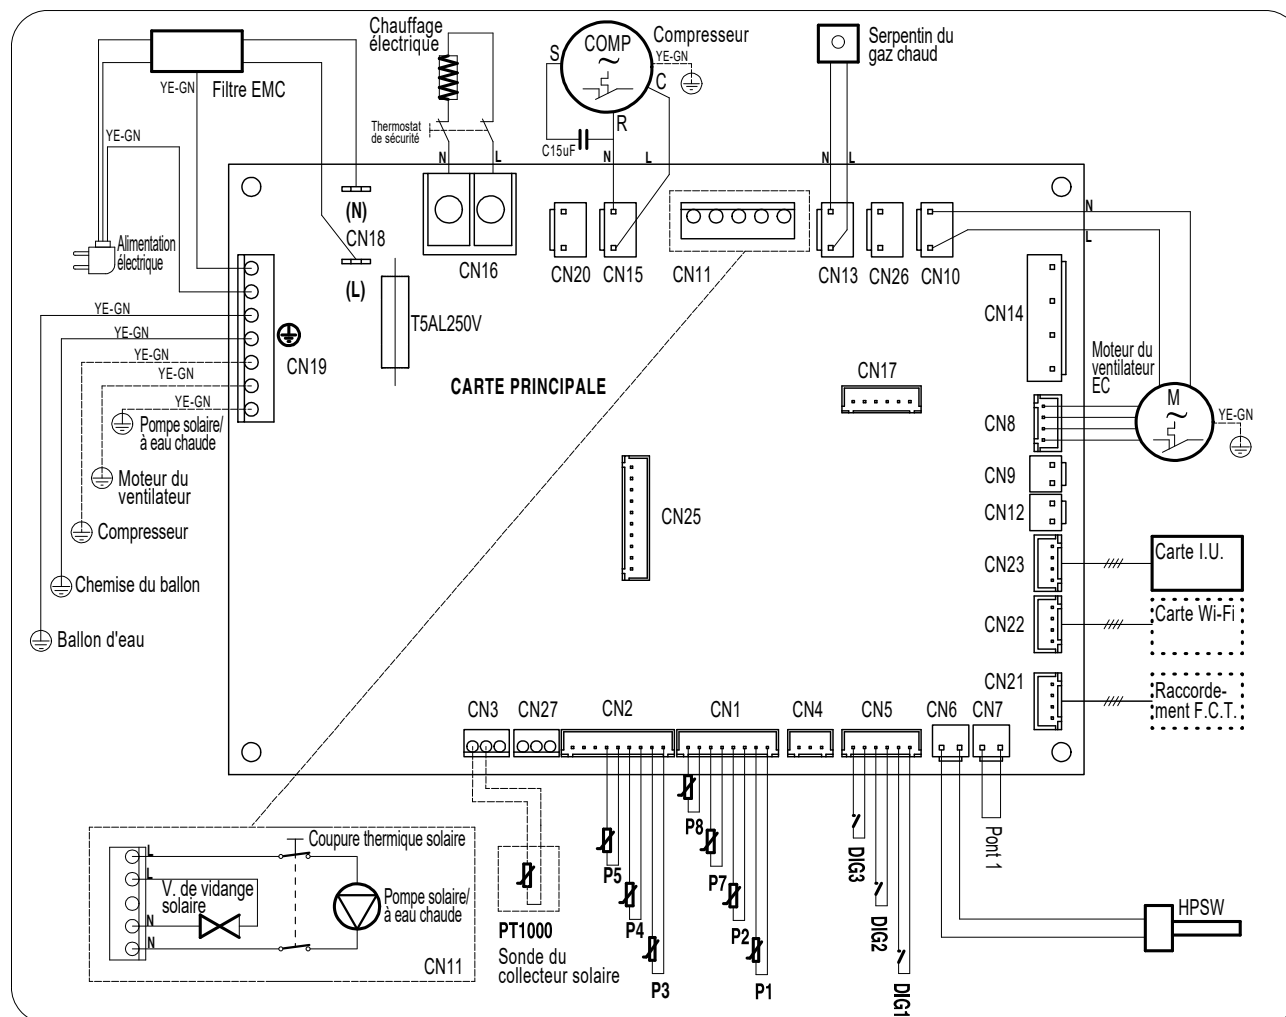 Chauffage
électrique
COMP
Compresseur
S
YE-GN
C
R
Serpentin du
gaz chaud
Filtre EMC
YE-GN
YE-GN
Thermostat
de sécurité
C15uF
N
L
N
L
N
L
(N)
CN18
(L)
Alimentation
électrique
CN16
CN20
CN15
CN11
CN13
CN26
CN10
N
L
T5AL250V
CN19
YE-GN
YE-GN
YE-GN
YE-GN
YE-GN
CARTE PRINCIPALE
CN17
CN14
Moteur du
ventilateur
EC
M
YE-GN
CN8
CN9
CN12
CN25
CN23
CN22
CN21
Pompe solaire/
à eau chaude
Moteur du
ventilateur
Compresseur
Chemise du ballon
Ballon d'eau
Carte I.U.
Carte Wi-Fi
Raccorde-
ment F.C.T.
CN3
CN27
CN2
CN1
CN4
CN5
CN6
CN7
P8
P5
P7
P4
P2
P3
P1
DIG3
DIG2
DIG1
Pont 1
HPSW
PT1000
Sonde du
collecteur solaire
L
L
N
N
Coupure thermique solaire
V. de vidange
solaire
Pompe solaire/
à eau chaude
CN11